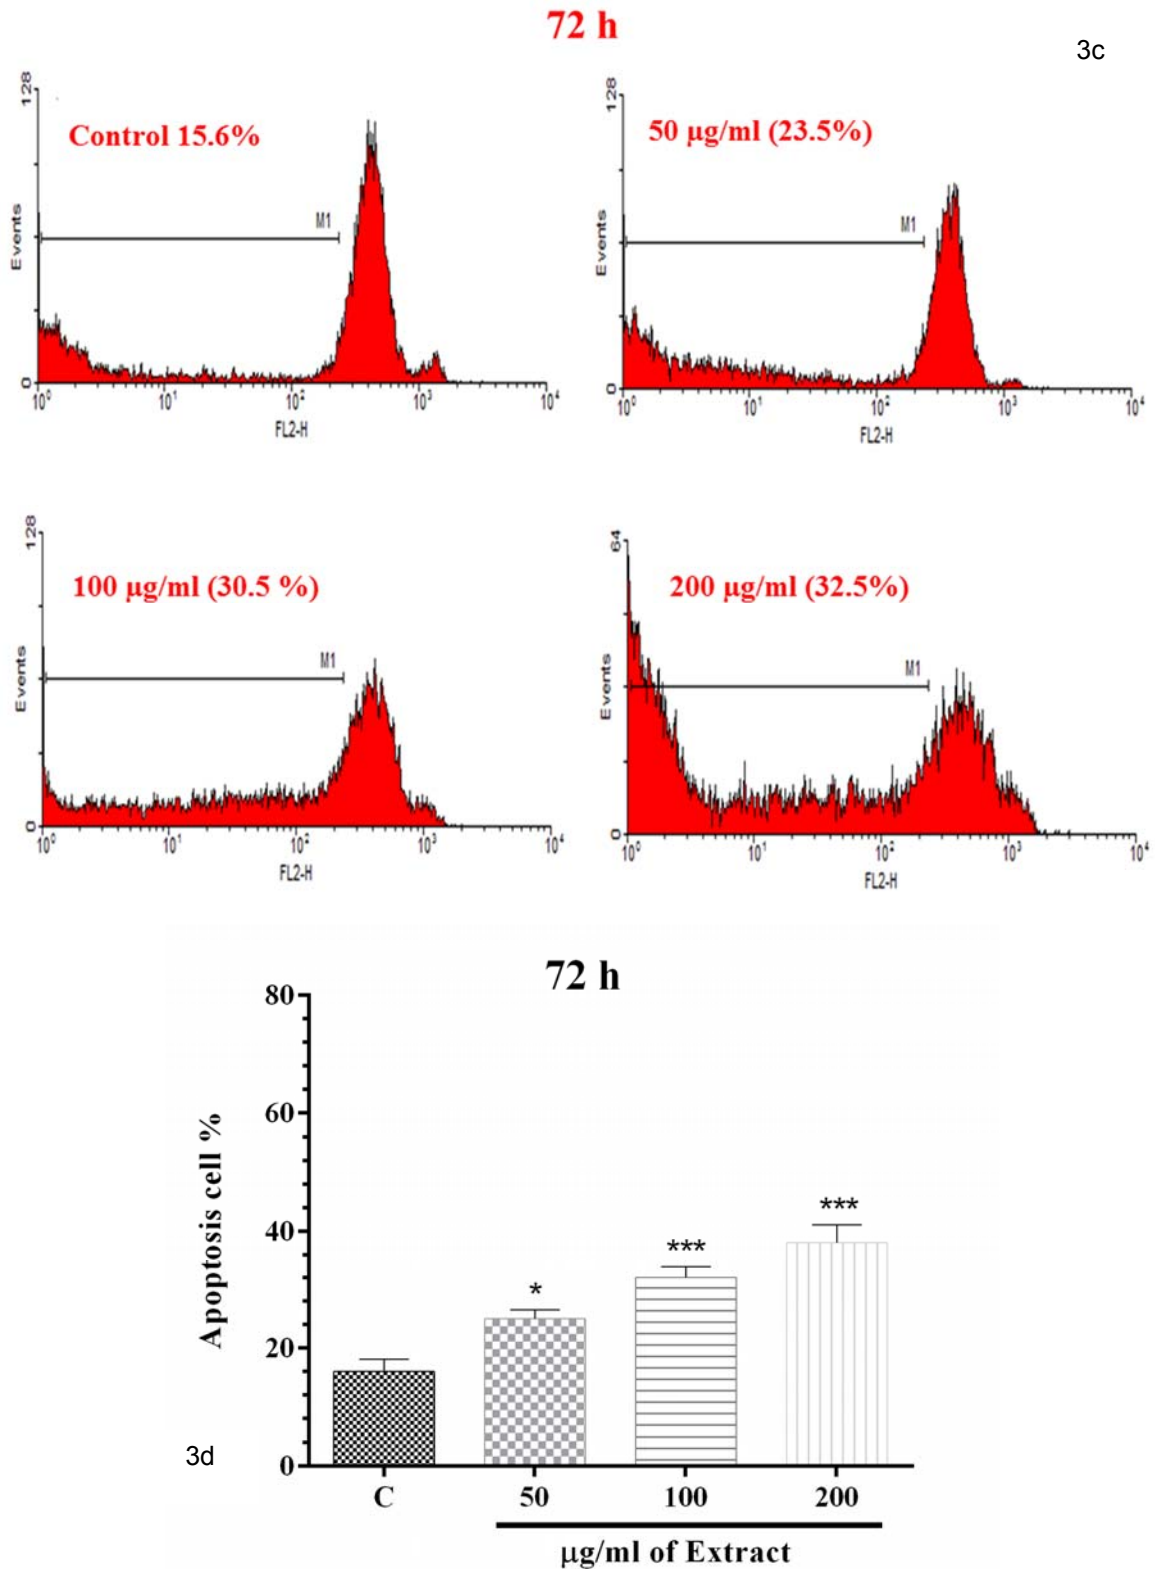 72 h
3c
128
Control 15.6%
M1
Events
0
10⁰ 10¹ 10² 10³ 10⁴
FL2-H
128
50 µg/ml (23.5%)
M1
Events
0
10⁰ 10¹ 10² 10³ 10⁴
FL2-H
128
100 µg/ml (30.5 %)
M1
Events
0
10⁰ 10¹ 10² 10³ 10⁴
FL2-H
64
200 µg/ml (32.5%)
M1
Events
0
10⁰ 10¹ 10² 10³ 10⁴
FL2-H
72 h
80
60
40
20
0
Apoptosis cell %
*
***
***
3d
C 50 100 200
µg/ml of Extract